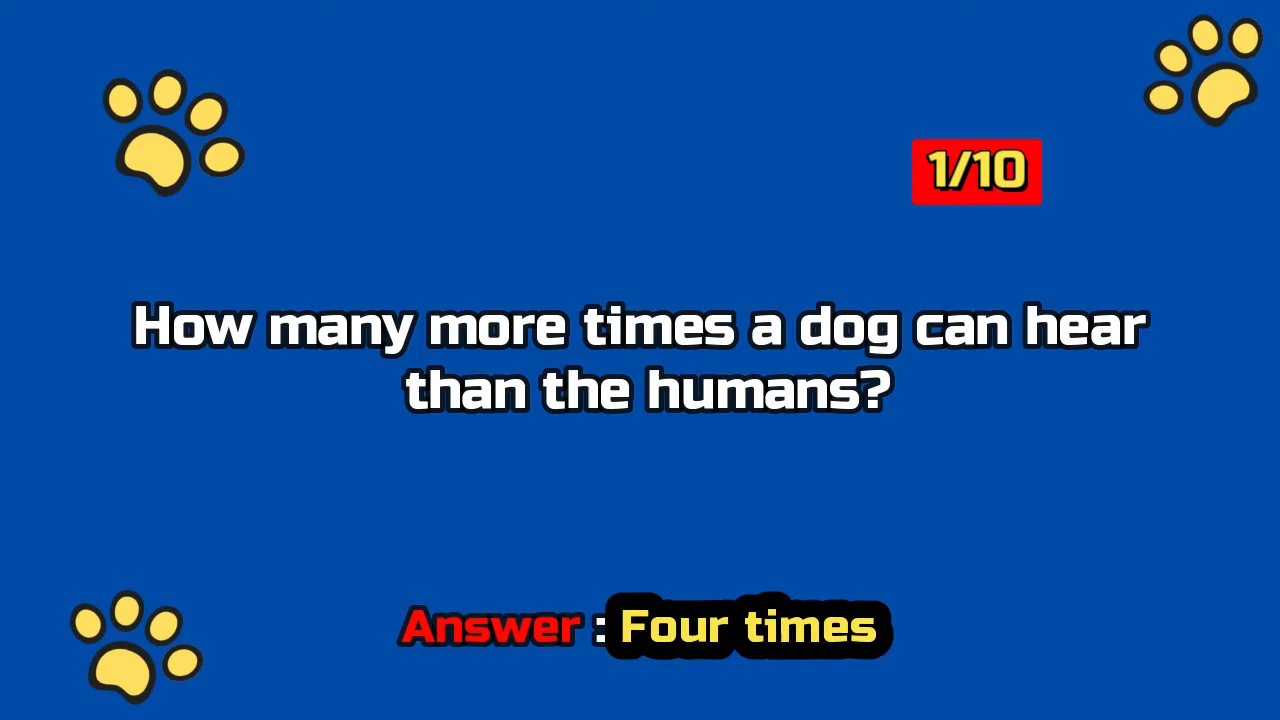 1/10
How many more times a dog can hear
than the humans?
Answer : Four times